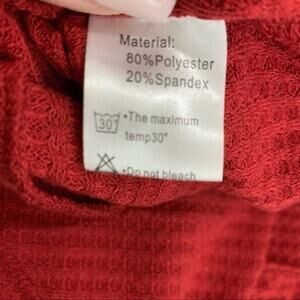 Material:
80%Polyester
20%Spandex
30°
•The maximum
temp30°
•Do not bleach